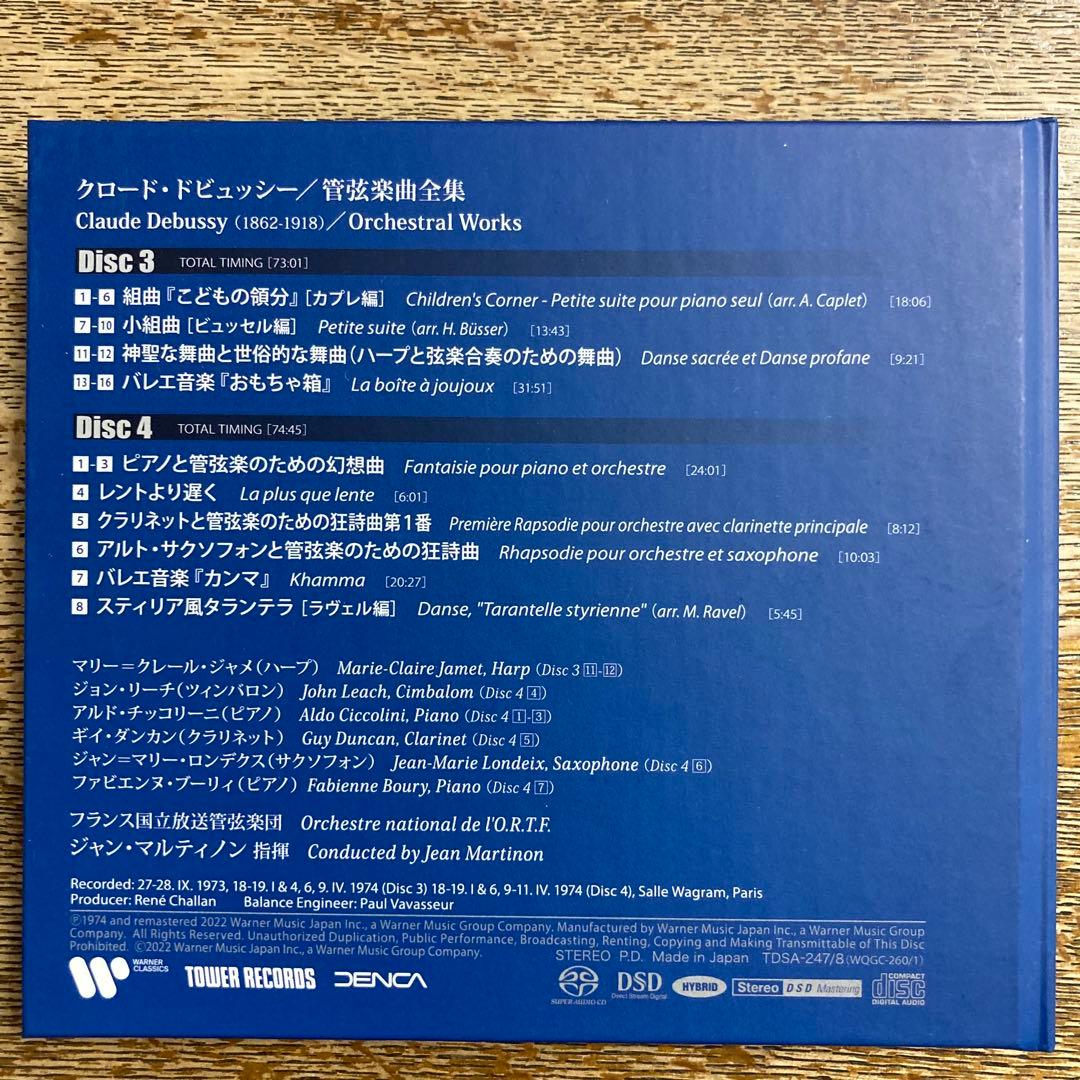 クロード・ドビュッシー／管弦楽曲全集
Claude Debussy (1862-1918)／Orchestral Works
Disc 3 TOTAL TIMING [73:01]
1-6 組曲『こどもの領分』[カプレ編] Children's Corner - Petite suite pour piano seul (arr. A. Caplet) [18:06]
7-10 小組曲 [ビュッセル編] Petite suite (arr. H. Büsser) [13:43]
11-12 神聖な舞曲と世俗的な舞曲(ハープと弦楽合奏のための舞曲) Danse sacrée et Danse profane [9:21]
13-16 バレエ音楽『おもちゃ箱』 La boîte à joujoux [31:51]
Disc 4 TOTAL TIMING [74:45]
1-3 ピアノと管弦楽のための幻想曲 Fantaisie pour piano et orchestre [24:01]
4 レントより遅く La plus que lente [6:01]
5 クラリネットと管弦楽のための狂詩曲第1番 Première Rapsodie pour orchestre avec clarinette principale [8:12]
6 アルト・サクソフォンと管弦楽のための狂詩曲 Rhapsodie pour orchestre et saxophone [10:03]
7 バレエ音楽『カンマ』 Khamma [20:27]
8 スティリア風タランテラ [ラヴェル編] Danse, "Tarantelle styrienne" (arr. M. Ravel) [5:45]
マリー＝クレール・ジャメ(ハープ) Marie-Claire Jamet, Harp (Disc 3 11-12)
ジョン・リーチ(ツィンバロン) John Leach, Cimbalom (Disc 4 4)
アルド・チッコリーニ(ピアノ) Aldo Ciccolini, Piano (Disc 4 1-3)
ギイ・ダンカン(クラリネット) Guy Duncan, Clarinet (Disc 4 5)
ジャン＝マリー・ロンデクス(サクソフォン) Jean-Marie Londeix, Saxophone (Disc 4 6)
ファビエンヌ・ブーリィ(ピアノ) Fabienne Boury, Piano (Disc 4 7)
フランス国立放送管弦楽団 Orchestre national de l'O.R.T.F.
ジャン・マルティノン 指揮 Conducted by Jean Martinon
Recorded: 27-28. IX. 1973, 18-19. I & 4, 6, 9. IV. 1974 (Disc 3) 18-19. I & 6, 9-11. IV. 1974 (Disc 4), Salle Wagram, Paris
Producer: René Challan Balance Engineer: Paul Vavasseur
℗1974 and remastered 2022 Warner Music Japan Inc., a Warner Music Group Company. Manufactured by Warner Music Japan Inc., a Warner Music Group
Company. All Rights Reserved. Unauthorized Duplication, Public Performance, Broadcasting, Renting, Copying and Making Transmittable of This Disc
Prohibited. ©2022 Warner Music Japan Inc., a Warner Music Group Company.
STEREO P.D. Made in Japan TDSA-247/8 (WQGC-260/1)
WARNER CLASSICS TOWER RECORDS DENCA
SUPER AUDIO CD DSD Direct Stream Digital HYBRID Stereo DSD Mastering COMPACT disc DIGITAL AUDIO